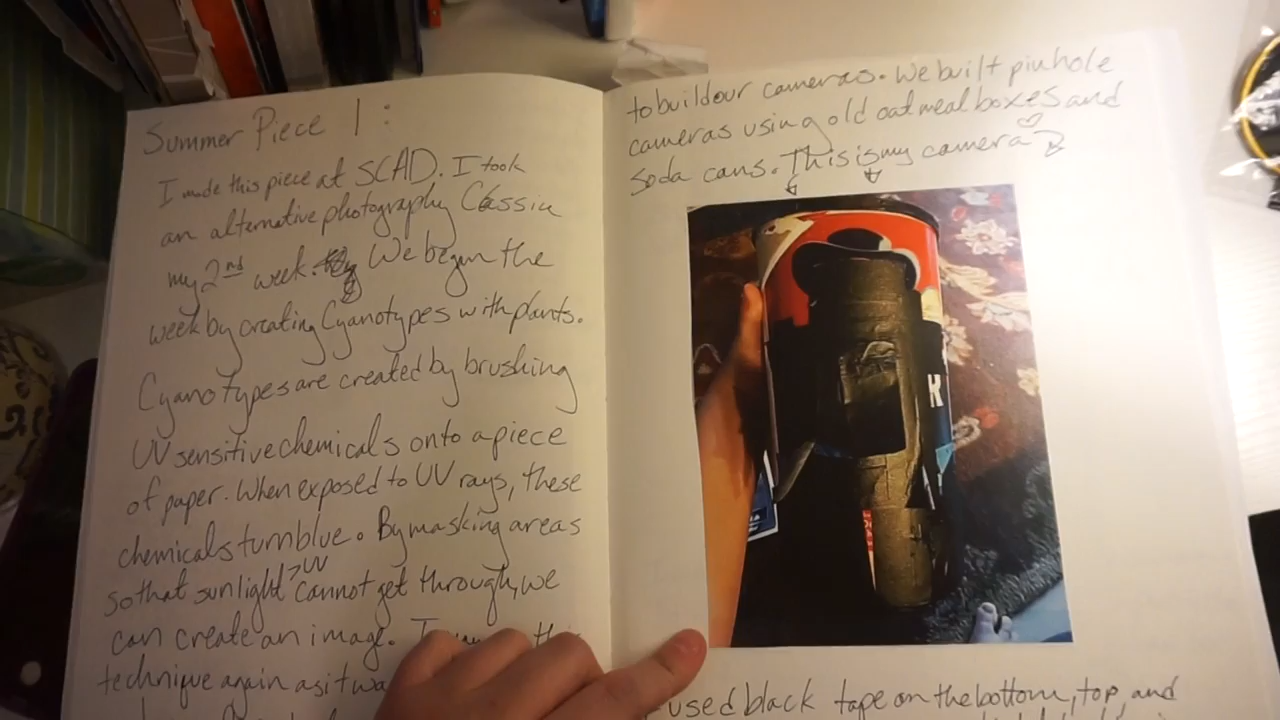 Summer Piece 1:
I made this piece at SCAD. I took
an alternative photography Class in
my 2nd week. We began the
week by creating Cyanotypes with plants.
Cyanotypes are created by brushing
UV sensitive chemicals onto a piece
of paper. When exposed to UV rays, these
chemicals turn blue. By masking areas
so that sunlight > UV cannot get through, we
can create an image. I
technique again as it wa
to build our cameras. We built pinhole
cameras using old oatmeal boxes and
soda cans. This is my camera
K
used black tape on the bottom, top, and